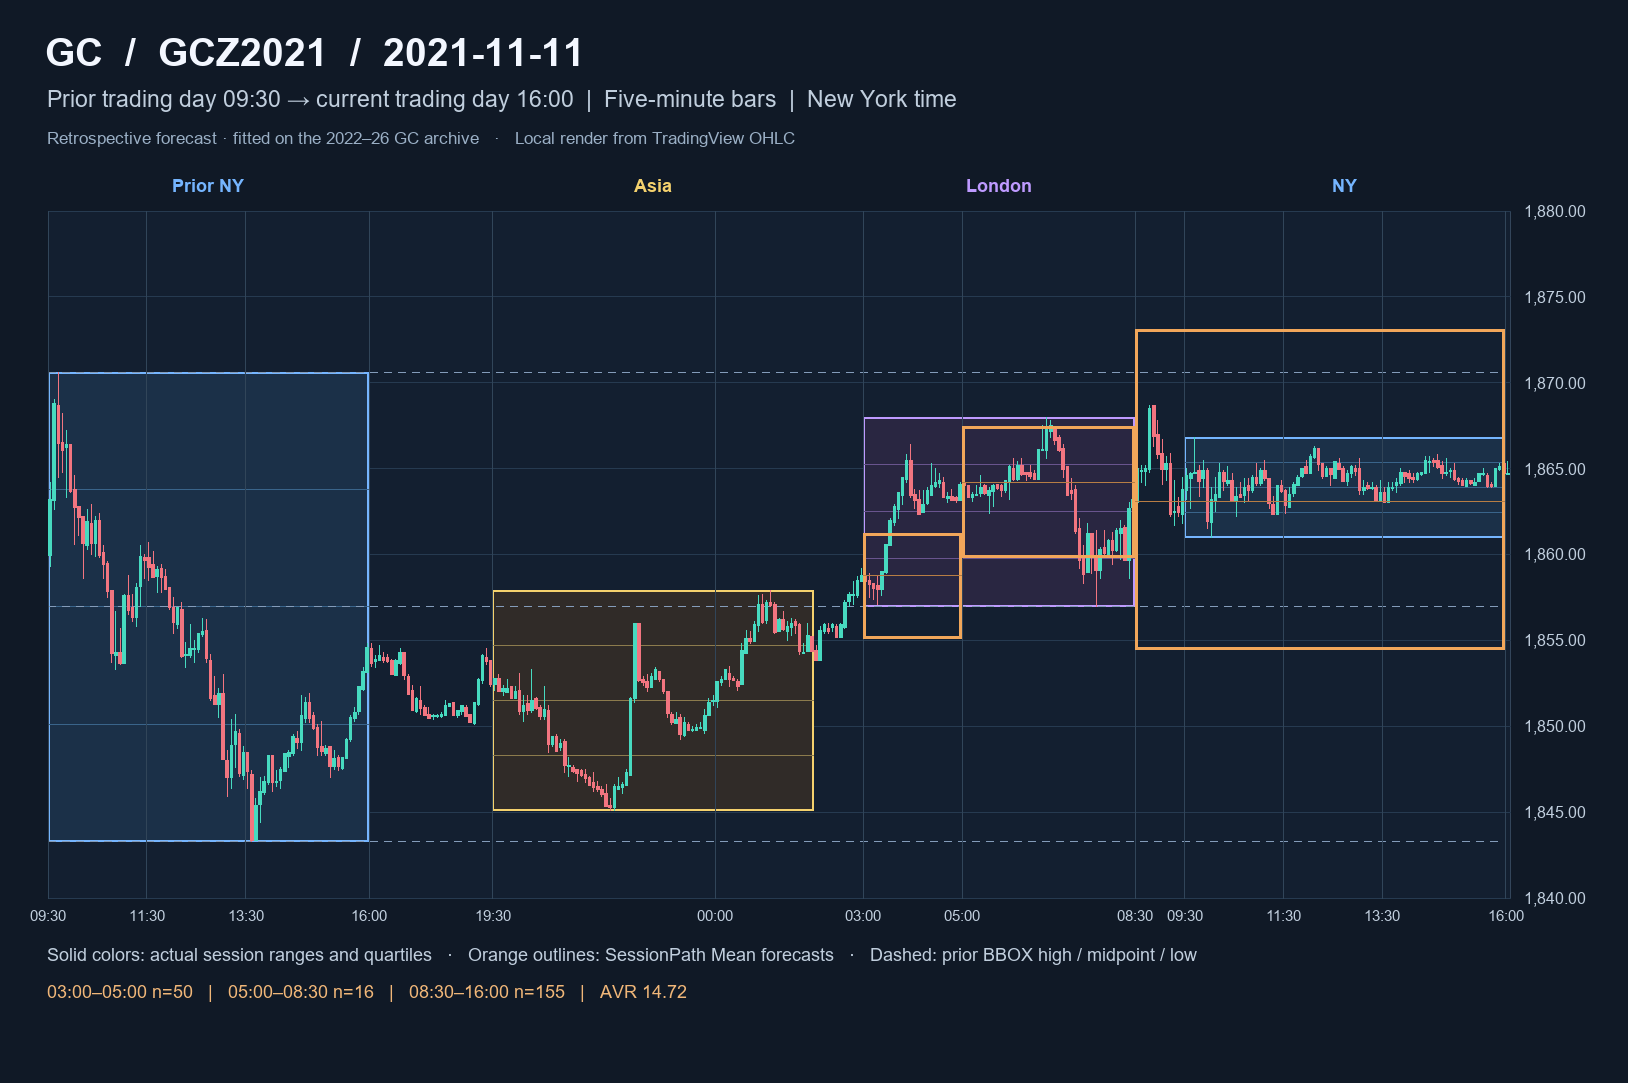 GC / GCZ2021 / 2021-11-11
Prior trading day 09:30 → current trading day 16:00 | Five-minute bars | New York time
Retrospective forecast · fitted on the 2022–26 GC archive · Local render from TradingView OHLC
Prior NY Asia London NY
1,880.00
1,875.00
1,870.00
1,865.00
1,860.00
1,855.00
1,850.00
1,845.00
1,840.00
09:30 11:30 13:30 16:00 19:30 00:00 03:00 05:00 08:30 09:30 11:30 13:30 16:00
Solid colors: actual session ranges and quartiles · Orange outlines: SessionPath Mean forecasts · Dashed: prior BBOX high / midpoint / low
03:00–05:00 n=50 | 05:00–08:30 n=16 | 08:30–16:00 n=155 | AVR 14.72